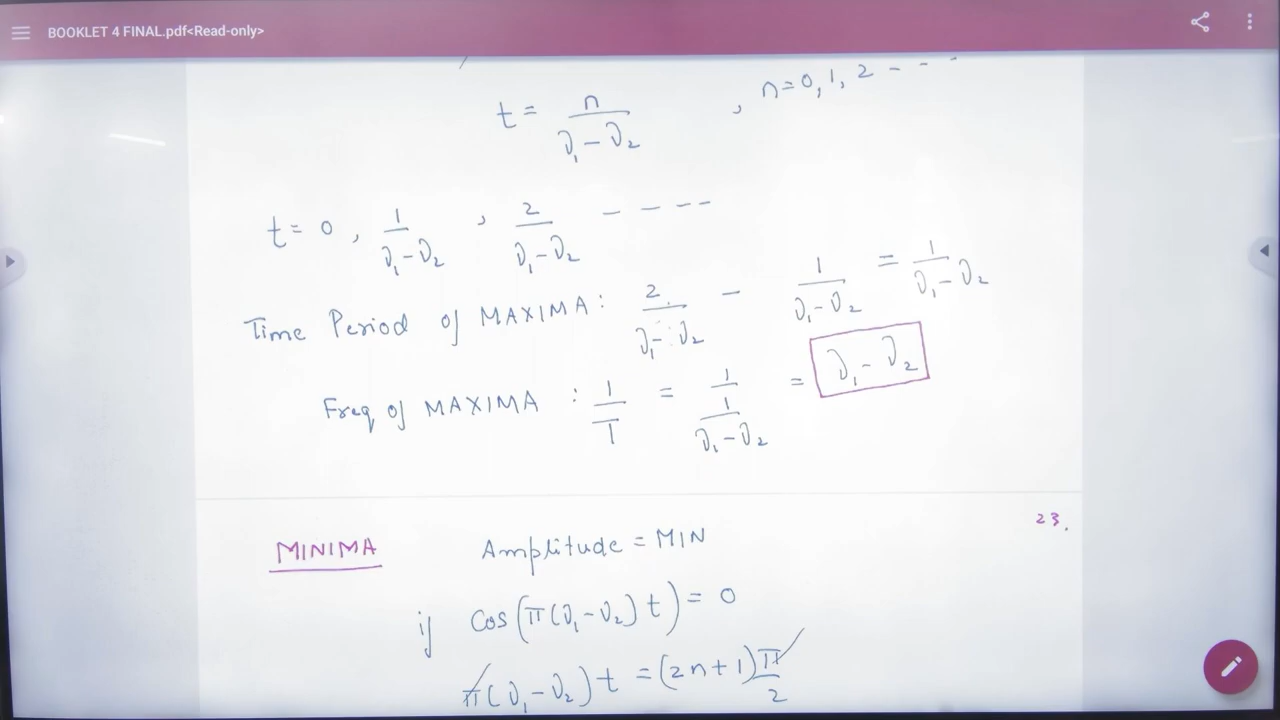 BOOKLET 4 FINAL.pdf<Read-only>
t = n/(ν₁ - ν₂) , n = 0, 1, 2 - - -
t = 0 , 1/(ν₁ - ν₂) , 2/(ν₁ - ν₂) - - - -
Time Period of MAXIMA : 2/(ν₁ - ν₂) - 1/(ν₁ - ν₂) = 1/(ν₁ - ν₂)
Freq of MAXIMA : 1/T = 1/(1/(ν₁ - ν₂)) = ν₁ - ν₂
23.
MINIMA Amplitude = MIN
if Cos(π(ν₁ - ν₂) t) = 0
π(ν₁ - ν₂) t = (2n+1) π/2